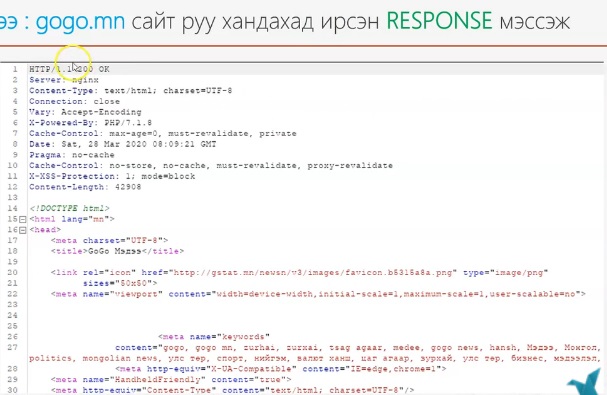 ээ : gogo.mn сайт руу хандахад ирсэн RESPONSE мэссэж
1 HTTP/1.1 200 OK
2 Server: nginx
3 Content-Type: text/html; charset=UTF-8
4 Connection: close
5 Vary: Accept-Encoding
6 X-Powered-By: PHP/7.1.8
7 Cache-Control: max-age=0, must-revalidate, private
8 Date: Sat, 28 Mar 2020 08:09:21 GMT
9 Pragma: no-cache
10 Cache-Control: no-store, no-cache, must-revalidate, proxy-revalidate
11 X-XSS-Protection: 1; mode=block
12 Content-Length: 42908
13
14 <!DOCTYPE html>
15 <html lang="mn">
16 <head>
17 <meta charset="UTF-8">
18 <title>GoGo Мэдээ</title>
19
20 <link rel="icon" href="http://gstat.mn/newsn/v3/images/favicon.b5315a8a.png" type="image/png"
21 sizes="50x50">
22 <meta name="viewport" content="width=device-width,initial-scale=1,maximum-scale=1,user-scalable=no">
23
24
25
26 <meta name="keywords"
27 content="gogo, gogo mn, zurhai, zurxai, tsag agaar, medee, gogo news, hansh, Мэдээ, Монгол,
politics, mongolian news, улс төр, спорт, нийгэм, валют ханш, цаг агаар, зурхай, улс төр, бизнес, мэдээлэл,
28 <meta http-equiv="X-UA-Compatible" content="IE=edge,chrome=1">
29 <meta name="HandheldFriendly" content="true">
30 <meta http-equiv="Content-Type" content="text/html; charset=UTF-8"/>